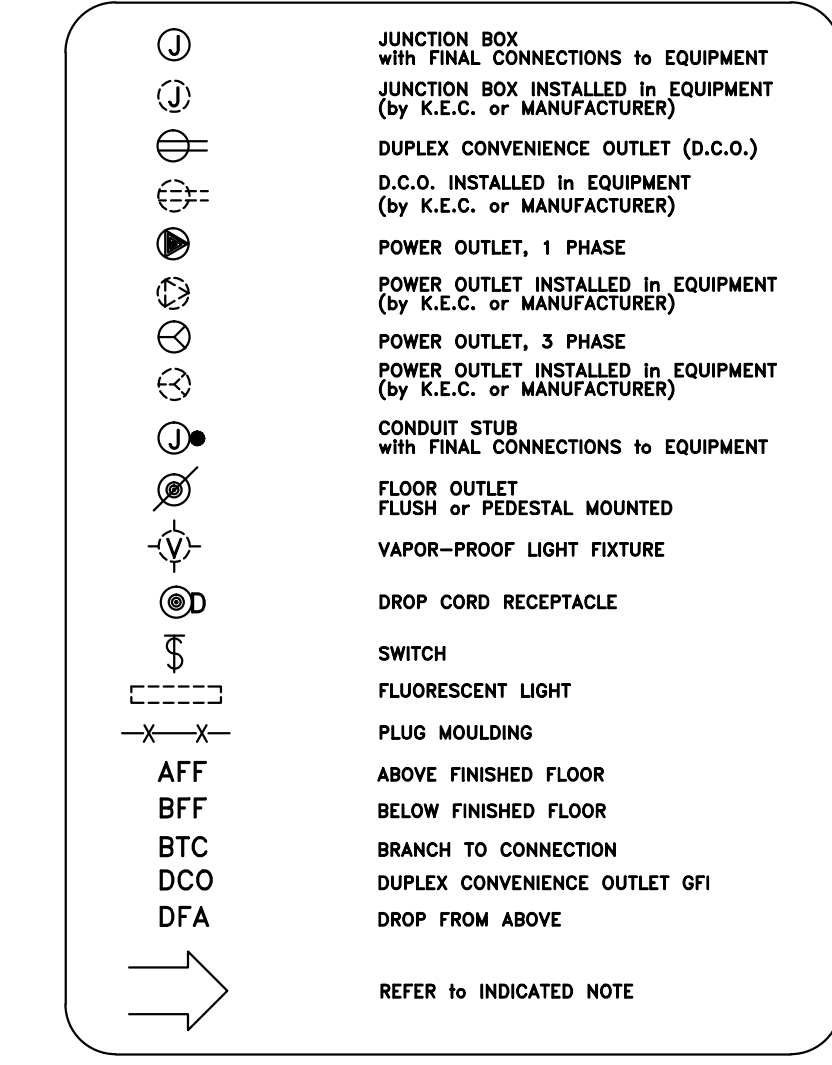 J JUNCTION BOX
with FINAL CONNECTIONS to EQUIPMENT
J JUNCTION BOX INSTALLED in EQUIPMENT
(by K.E.C. or MANUFACTURER)
DUPLEX CONVENIENCE OUTLET (D.C.O.)
D.C.O. INSTALLED in EQUIPMENT
(by K.E.C. or MANUFACTURER)
POWER OUTLET, 1 PHASE
POWER OUTLET INSTALLED in EQUIPMENT
(by K.E.C. or MANUFACTURER)
POWER OUTLET, 3 PHASE
POWER OUTLET INSTALLED in EQUIPMENT
(by K.E.C. or MANUFACTURER)
J CONDUIT STUB
with FINAL CONNECTIONS to EQUIPMENT
FLOOR OUTLET
FLUSH or PEDESTAL MOUNTED
V VAPOR-PROOF LIGHT FIXTURE
D DROP CORD RECEPTACLE
$ SWITCH
FLUORESCENT LIGHT
X X PLUG MOULDING
AFF ABOVE FINISHED FLOOR
BFF BELOW FINISHED FLOOR
BTC BRANCH TO CONNECTION
DCO DUPLEX CONVENIENCE OUTLET GFI
DFA DROP FROM ABOVE
REFER to INDICATED NOTE